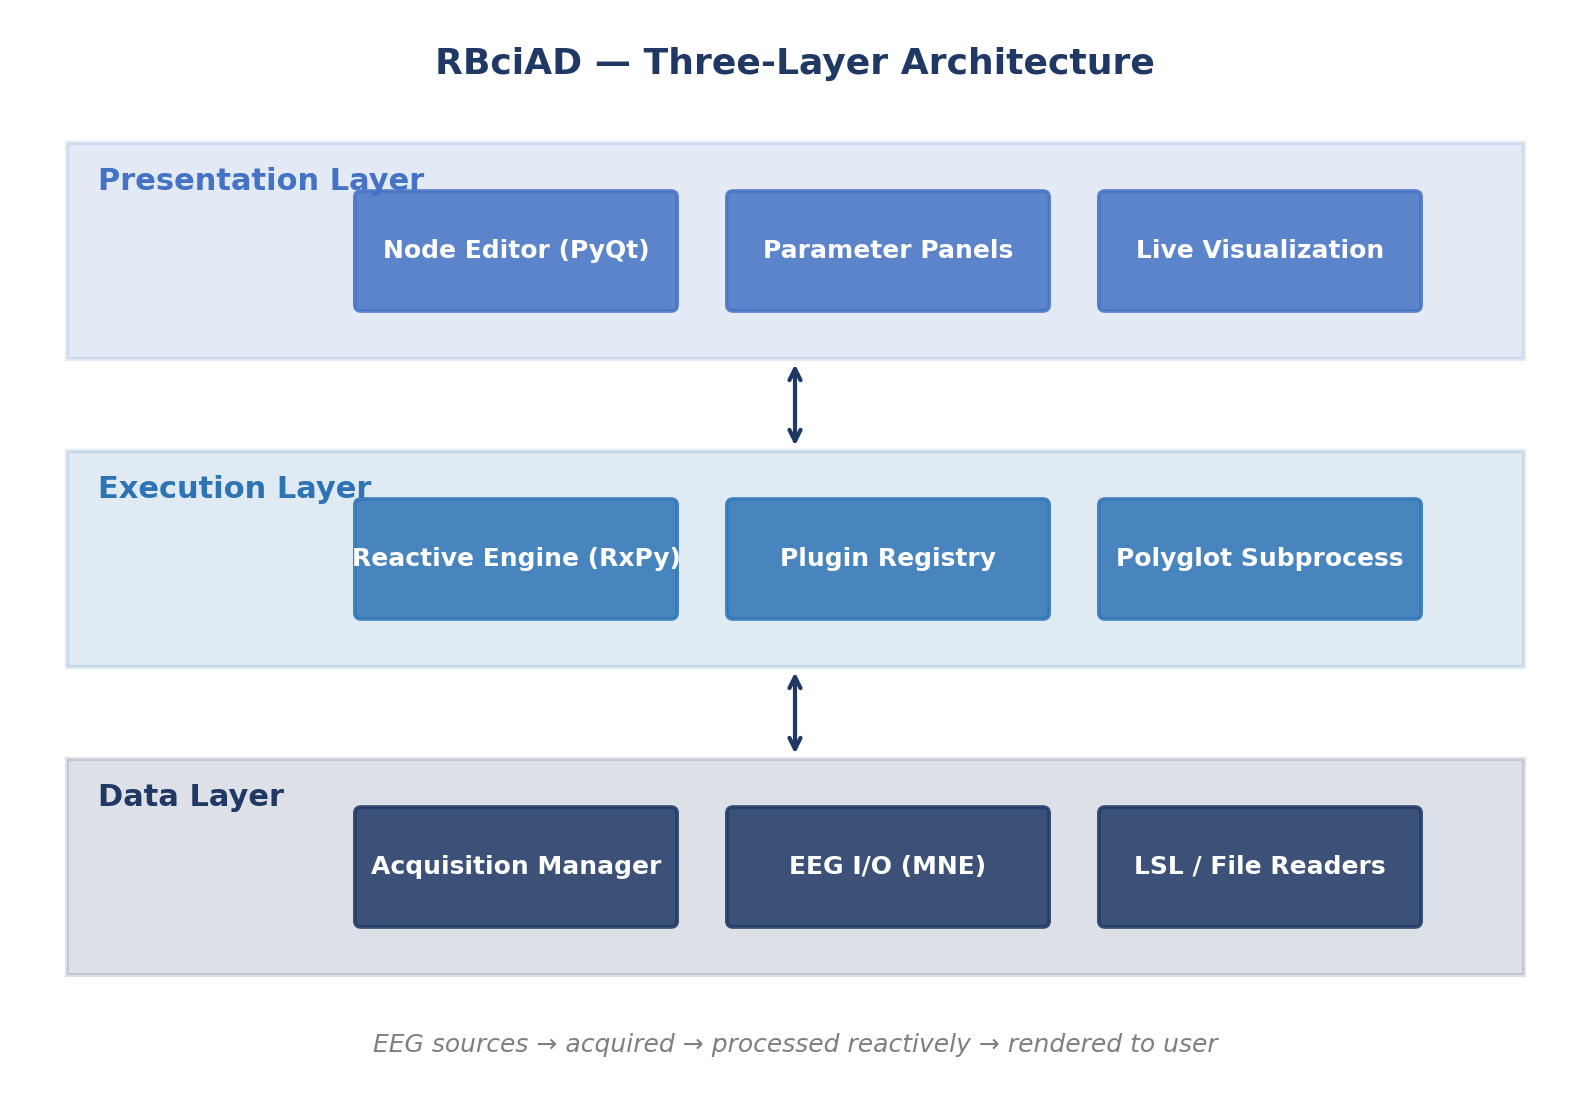 RBciAD — Three-Layer Architecture
Presentation Layer
Node Editor (PyQt)
Parameter Panels
Live Visualization
Execution Layer
Reactive Engine (RxPy)
Plugin Registry
Polyglot Subprocess
Data Layer
Acquisition Manager
EEG I/O (MNE)
LSL / File Readers
EEG sources → acquired → processed reactively → rendered to user